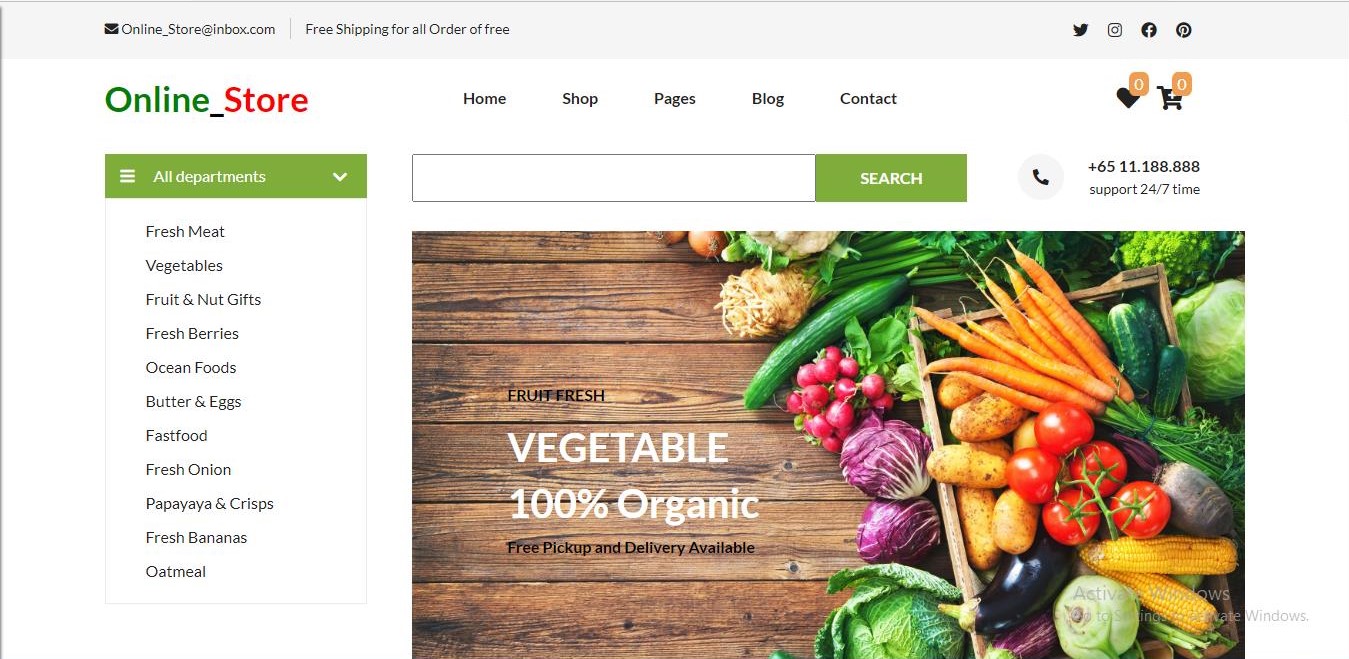 Online_Store@inbox.com
Free Shipping for all Order of free
Online_Store
Home
Shop
Pages
Blog
Contact
0
0
All departments
SEARCH
+65 11.188.888
support 24/7 time
Fresh Meat
Vegetables
Fruit & Nut Gifts
Fresh Berries
Ocean Foods
Butter & Eggs
Fastfood
Fresh Onion
Papayaya & Crisps
Fresh Bananas
Oatmeal
FRUIT FRESH
VEGETABLE
100% Organic
Free Pickup and Delivery Available
Activate Windows
Go to Settings to activate Windows.